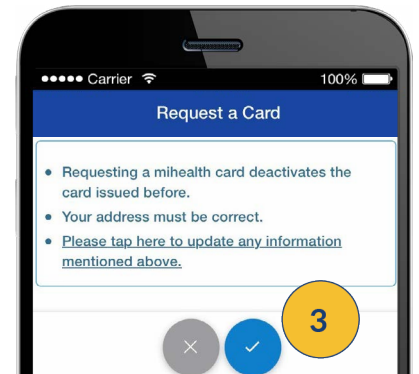 Carrier 100%
Request a Card
• Requesting a mihealth card deactivates the
card issued before.
• Your address must be correct.
• Please tap here to update any information
mentioned above.
3